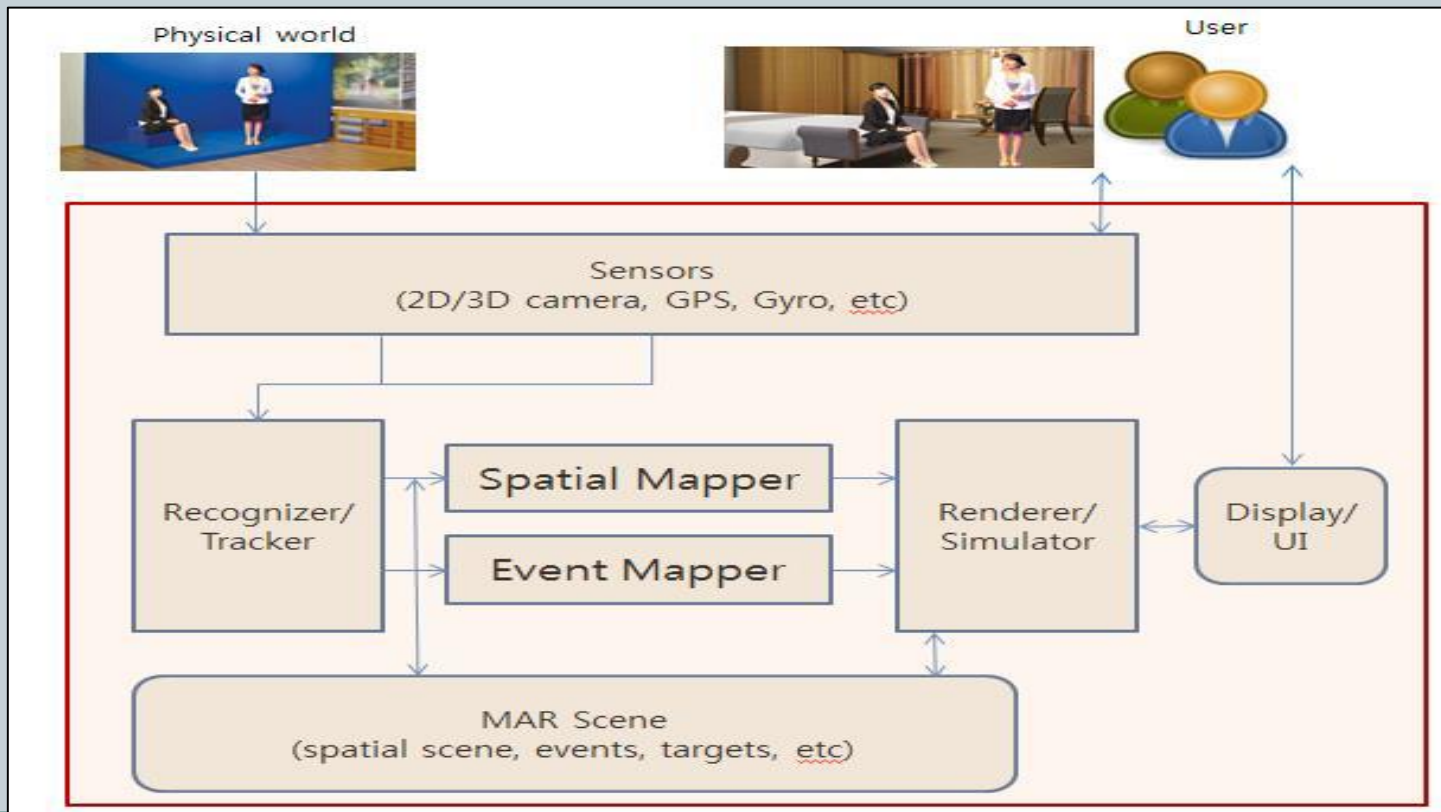 Physical world
User
Sensors
(2D/3D camera, GPS, Gyro, etc)
Recognizer/
Tracker
Spatial Mapper
Event Mapper
Renderer/
Simulator
Display/
UI
MAR Scene
(spatial scene, events, targets, etc)